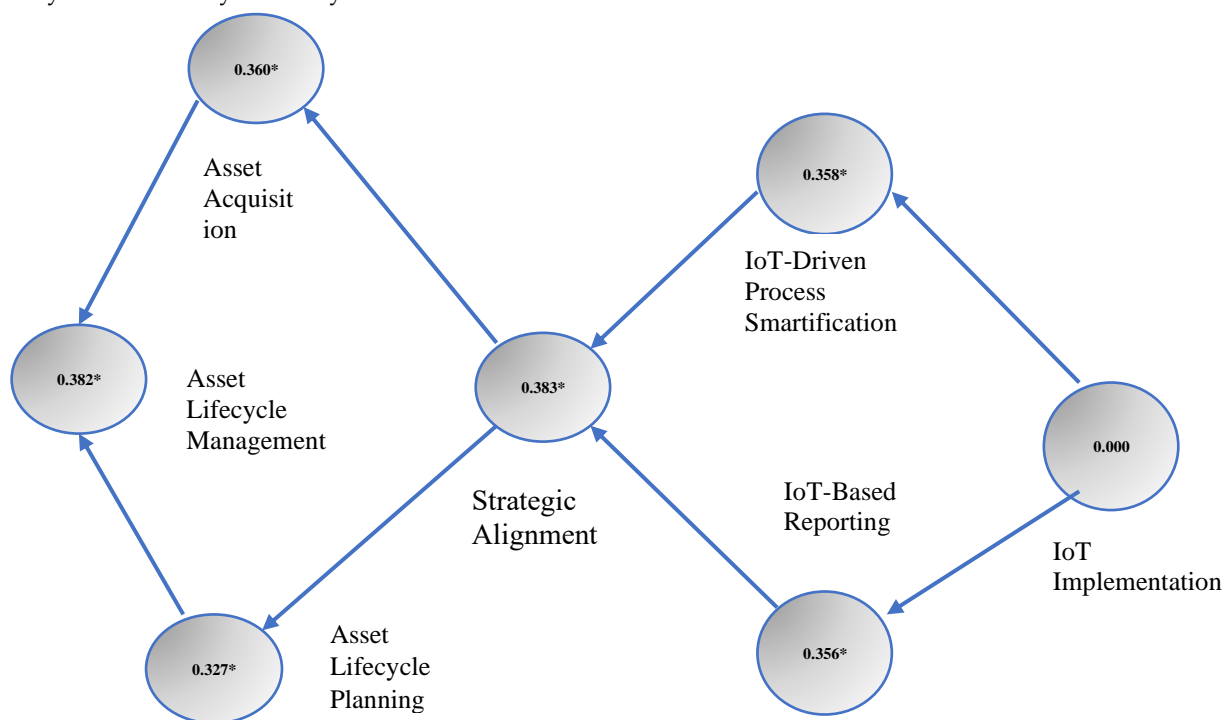 0.360*
Asset
Acquisit
ion
0.358*
IoT-Driven
Process
Smartification
0.382*
Asset
Lifecycle
Management
0.383*
Strategic
Alignment
IoT-Based
Reporting
0.000
IoT
Implementation
0.327*
Asset
Lifecycle
Planning
0.356*